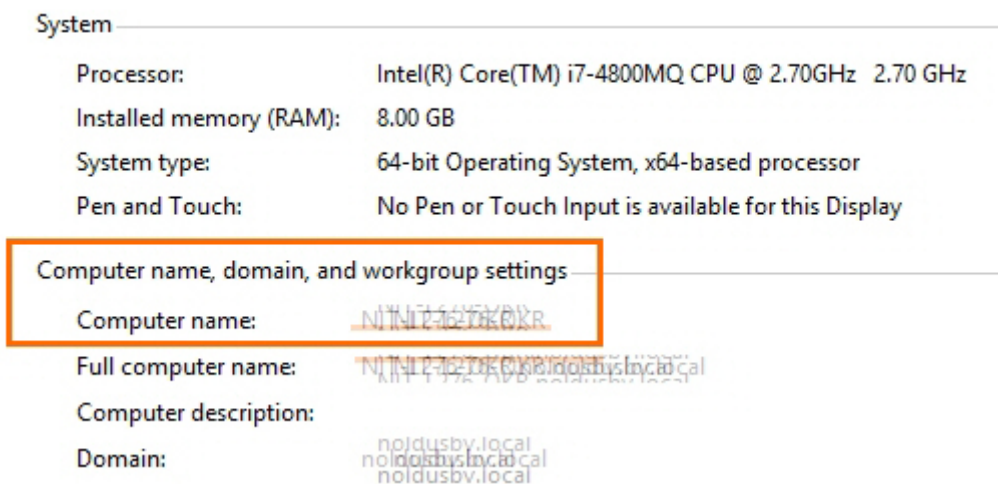 System
Processor: Intel(R) Core(TM) i7-4800MQ CPU @ 2.70GHz 2.70 GHz
Installed memory (RAM): 8.00 GB
System type: 64-bit Operating System, x64-based processor
Pen and Touch: No Pen or Touch Input is available for this Display
Computer name, domain, and workgroup settings
Computer name:
Full computer name:
Computer description:
Domain: noldusbv.local